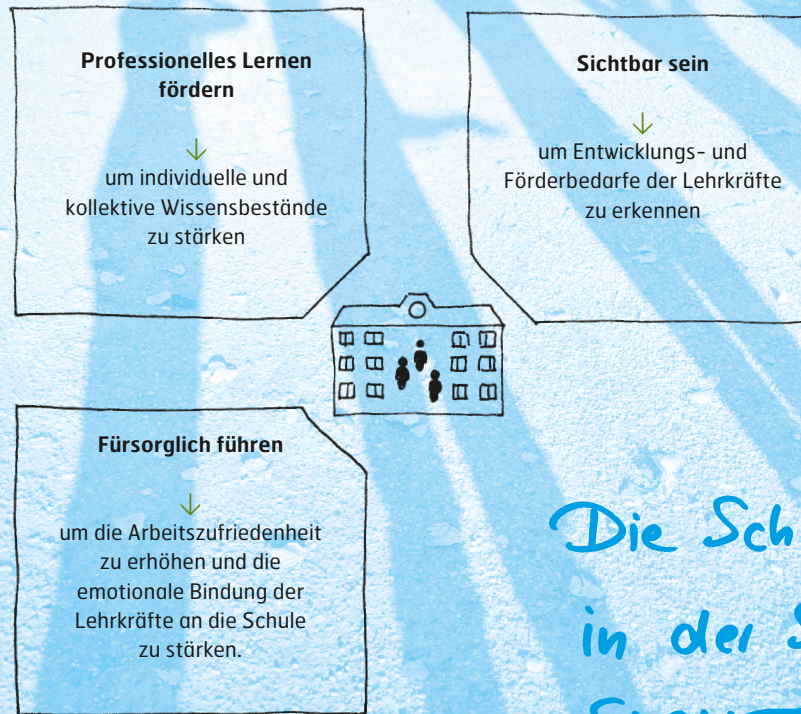 Professionelles Lernen
fördern
↓
um individuelle und
kollektive Wissensbestände
zu stärken
Sichtbar sein
↓
um Entwicklungs- und
Förderbedarfe der Lehrkräfte
zu erkennen
Fürsorglich führen
↓
um die Arbeitszufriedenheit
zu erhöhen und die
emotionale Bindung der
Lehrkräfte an die Schule
zu stärken.
Die Sch
in der S